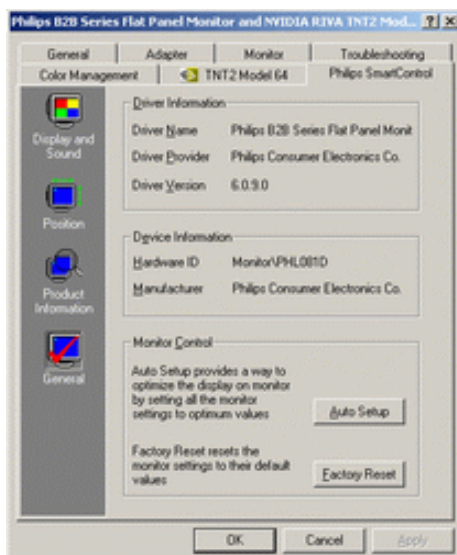 Philips B2B Series Flat Panel Monitor and NVIDIA RIVA TNT2 Mod...
General
Adapter
Monitor
Troubleshooting
Color Management
TNT2 Model 64
Philips SmartControl
Display and
Sound
Position
Product
Information
General
Driver Information
Driver Name Philips B2B Series Flat Panel Monit
Driver Provider Philips Consumer Electronics Co.
Driver Version 6.0.9.0
Device Information
Hardware ID Monitor\PHL081D
Manufacturer Philips Consumer Electronics Co.
Monitor Control
Auto Setup provides a way to
optimize the display on monitor
by setting all the monitor
settings to optimum values
Auto Setup
Factory Reset resets the
monitor settings to their default
values
Factory Reset
OK
Cancel
Apply